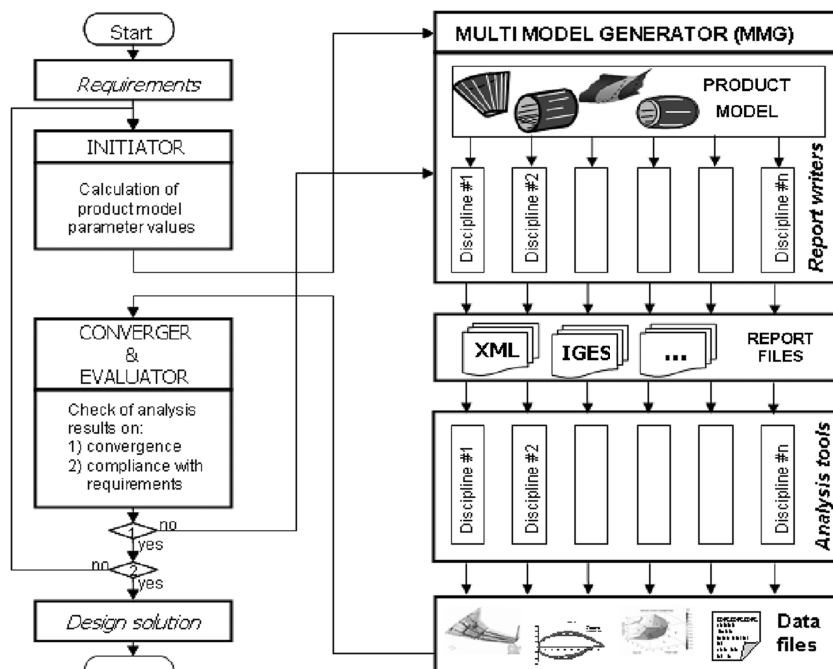 Start
Requirements
INITIATOR
Calculation of
product model
parameter values
CONVERGER
&
EVALUATOR
Check of analysis
results on:
1) convergence
2) compliance with
requirements
1
no
yes
no
2
yes
Design solution
MULTI MODEL GENERATOR (MMG)
PRODUCT
MODEL
Discipline #1
Discipline #2
Discipline #n
Report writers
XML
IGES
...
REPORT
FILES
Discipline #1
Discipline #2
Discipline #n
Analysis tools
Data
files